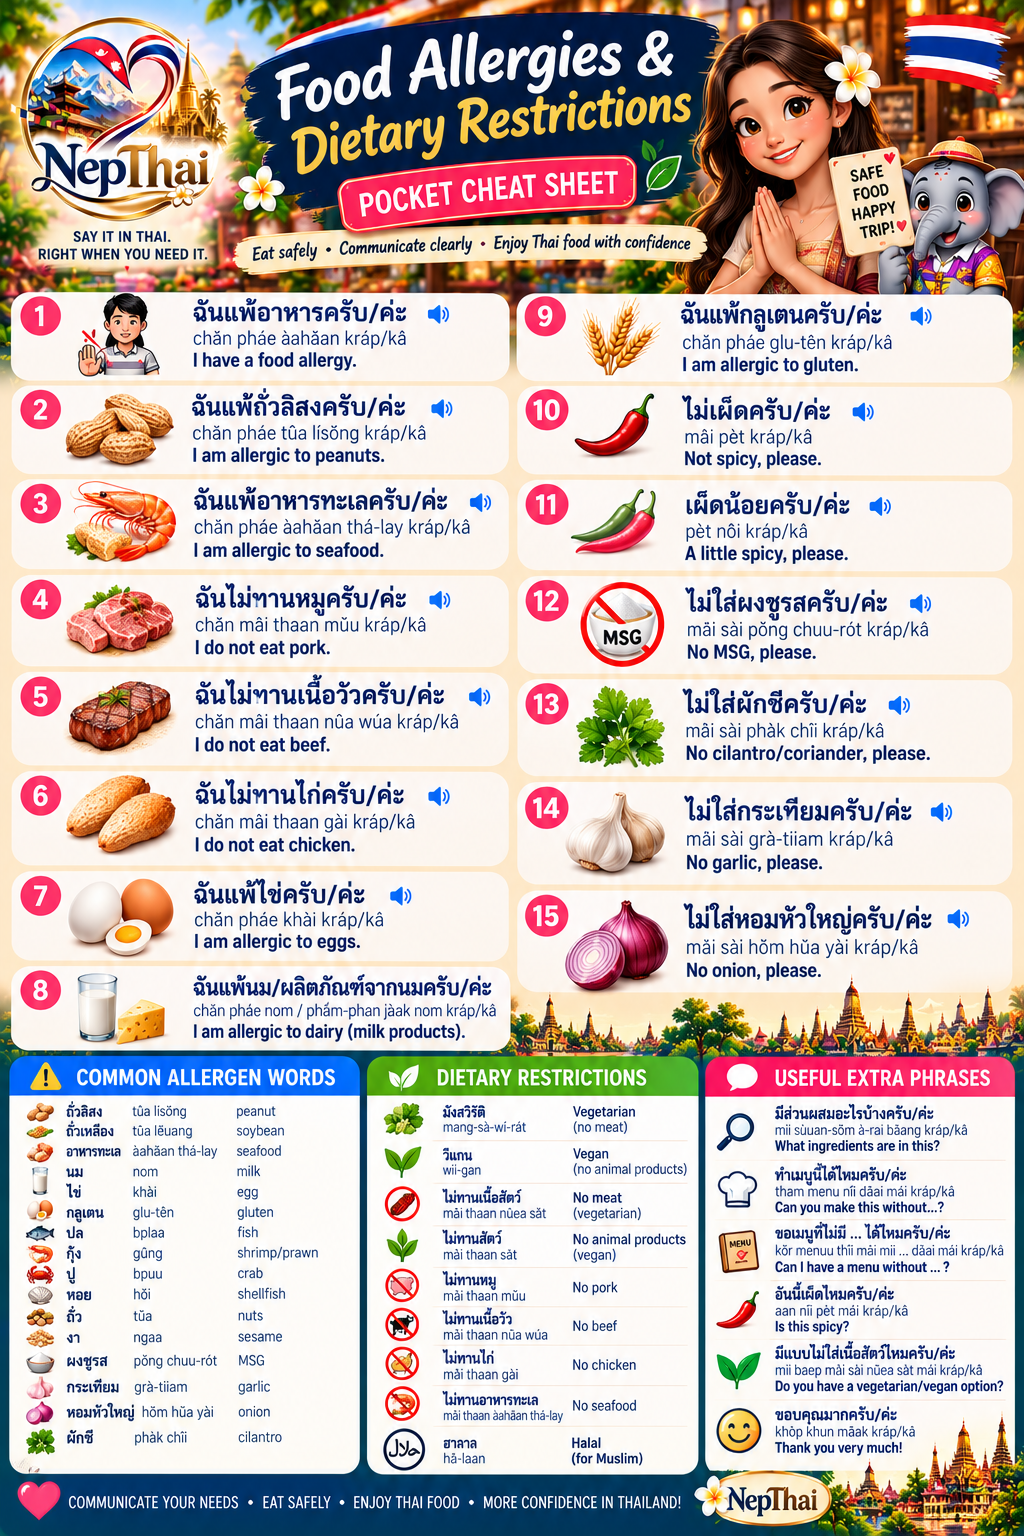 NepThai
SAY IT IN THAI.
RIGHT WHEN YOU NEED IT.
Food Allergies &
Dietary Restrictions
POCKET CHEAT SHEET
Eat safely • Communicate clearly • Enjoy Thai food with confidence
SAFE
FOOD
HAPPY
TRIP!
1
ฉันแพ้อาหารครับ/ค่ะ
chăn pháe àahăan kráp/kâ
I have a food allergy.
2
ฉันแพ้ถั่วลิสงครับ/ค่ะ
chăn pháe tûa lísŏng kráp/kâ
I am allergic to peanuts.
3
ฉันแพ้อาหารทะเลครับ/ค่ะ
chăn pháe àahăan thá-lay kráp/kâ
I am allergic to seafood.
4
ฉันไม่ทานหมูครับ/ค่ะ
chăn mâi thaan mŭu kráp/kâ
I do not eat pork.
5
ฉันไม่ทานเนื้อวัวครับ/ค่ะ
chăn mâi thaan nûa wúa kráp/kâ
I do not eat beef.
6
ฉันไม่ทานไก่ครับ/ค่ะ
chăn mâi thaan gài kráp/kâ
I do not eat chicken.
7
ฉันแพ้ไข่ครับ/ค่ะ
chăn pháe khài kráp/kâ
I am allergic to eggs.
8
ฉันแพ้นม/ผลิตภัณฑ์จากนมครับ/ค่ะ
chăn pháe nom / phấm-phan jàak nom kráp/kâ
I am allergic to dairy (milk products).
9
ฉันแพ้กลูเตนครับ/ค่ะ
chăn pháe glu-tên kráp/kâ
I am allergic to gluten.
10
ไม่เผ็ดครับ/ค่ะ
mâi pèt kráp/kâ
Not spicy, please.
11
เผ็ดน้อยครับ/ค่ะ
pèt nôi kráp/kâ
A little spicy, please.
12
ไม่ใส่ผงชูรสครับ/ค่ะ
măi sài pŏng chuu-rót kráp/kâ
MSG
No MSG, please.
13
ไม่ใส่ผักชีครับ/ค่ะ
mâi sài phàk chîi kráp/kâ
No cilantro/coriander, please.
14
ไม่ใส่กระเทียมครับ/ค่ะ
măi sài grà-tiiam kráp/kâ
No garlic, please.
15
ไม่ใส่หอมหัวใหญ่ครับ/ค่ะ
măi sài hŏm hŭa yài kráp/kâ
No onion, please.
COMMON ALLERGEN WORDS
ถั่วลิสง tûa lisŏng peanut
ถั่วเหลือง tûa lĕuang soybean
อาหารทะเล àahăan thá-lay seafood
นม nom milk
ไข่ khài egg
กลูเตน glu-tên gluten
ปลา bplaa fish
กุ้ง gûng shrimp/prawn
ปู bpuu crab
หอย hŏi shellfish
ถั่ว tŭa nuts
งา ngaa sesame
ผงชูรส pŏng chuu-rót MSG
กระเทียม grà-tiiam garlic
หอมหัวใหญ่ hŏm hŭa yài onion
ผักชี phàk chîi cilantro
DIETARY RESTRICTIONS
มังสวิรัติ Vegetarian
mang-sà-wí-rát (no meat)
วีแกน Vegan
wii-gan (no animal products)
ไม่ทานเนื้อสัตว์ No meat
mâi thaan nŭea săt (vegetarian)
ไม่ทานสัตว์ No animal products
mâi thaan săt (vegan)
ไม่ทานหมู
mâi thaan mŭu No pork
ไม่ทานเนื้อวัว
mâi thaan nŭa wúa No beef
ไม่ทานไก่
mâi thaan gài No chicken
ไม่ทานอาหารทะเล
mâi thaan àahăan thá-lay No seafood
ฮาลาล Halal
hă-laan (for Muslim)
حلال
USEFUL EXTRA PHRASES
มีส่วนผสมอะไรบ้างครับ/ค่ะ
mii sùuan-sŏm à-rai bâang kráp/kâ
What ingredients are in this?
ทำเมนูนี้ได้ไหมครับ/ค่ะ
tham menu níi dâai mái kráp/kâ
Can you make this without...?
MENU
ขอเมนูที่ไม่มี ... ได้ไหมครับ/ค่ะ
kŏr menuu thîi mâi mii ... dâai mái kráp/kâ
Can I have a menu without ... ?
อันนี้เผ็ดไหมครับ/ค่ะ
aan níi pèt mái kráp/kâ
Is this spicy?
มีแบบไม่ใส่เนื้อสัตว์ไหมครับ/ค่ะ
mii baep mâi sài nŭea sàt mái kráp/kâ
Do you have a vegetarian/vegan option?
ขอบคุณมากครับ/ค่ะ
khòp khun mâak kráp/kâ
Thank you very much!
COMMUNICATE YOUR NEEDS • EAT SAFELY • ENJOY THAI FOOD • MORE CONFIDENCE IN THAILAND!
NepThai